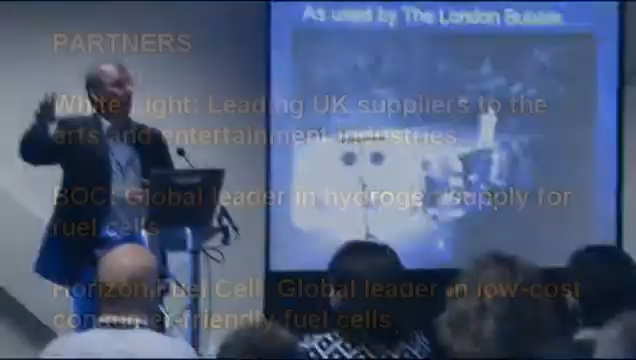 As used by The London Bubble
PARTNERS
White Light: Leading UK suppliers to the
arts and entertainment industries
BOC: Global leader in hydrogen supply for
fuel cells
Horizon Fuel Cell: Global leader in low-cost
consumer-friendly fuel cells